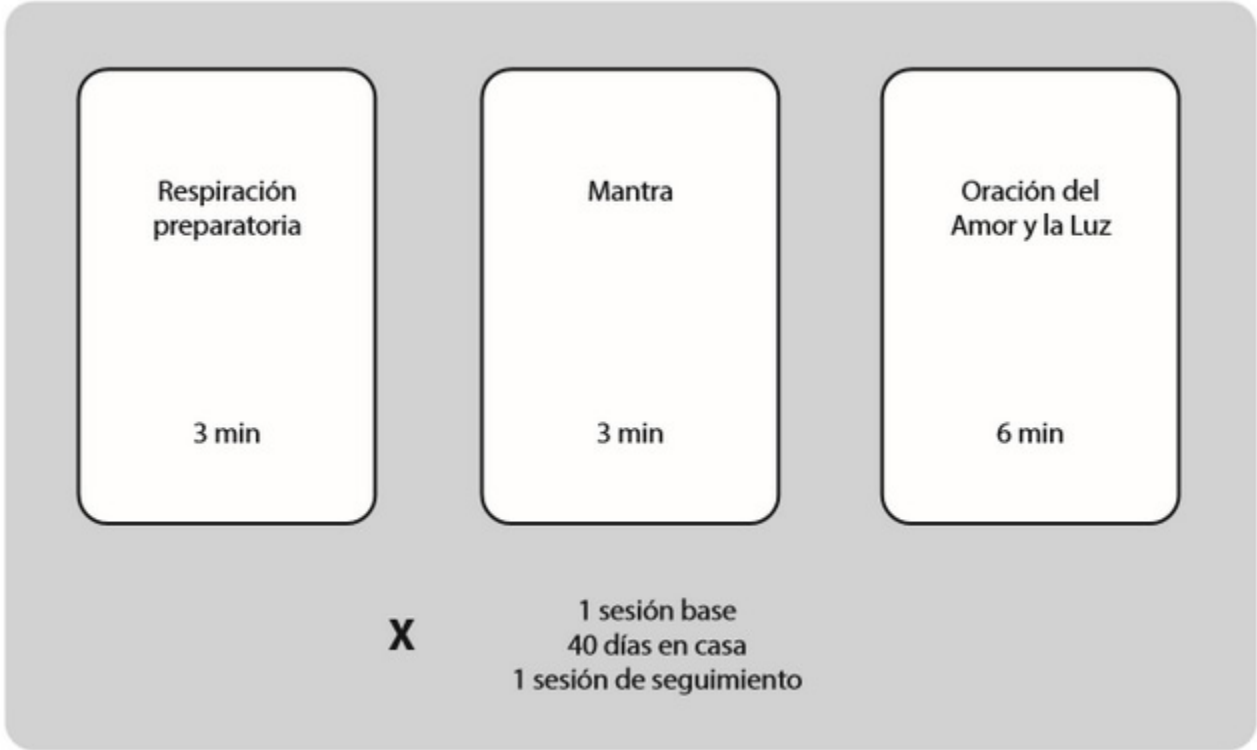 Respiración
preparatoria
3 min
Mantra
3 min
Oración del
Amor y la Luz
6 min
X
1 sesión base
40 días en casa
1 sesión de seguimiento